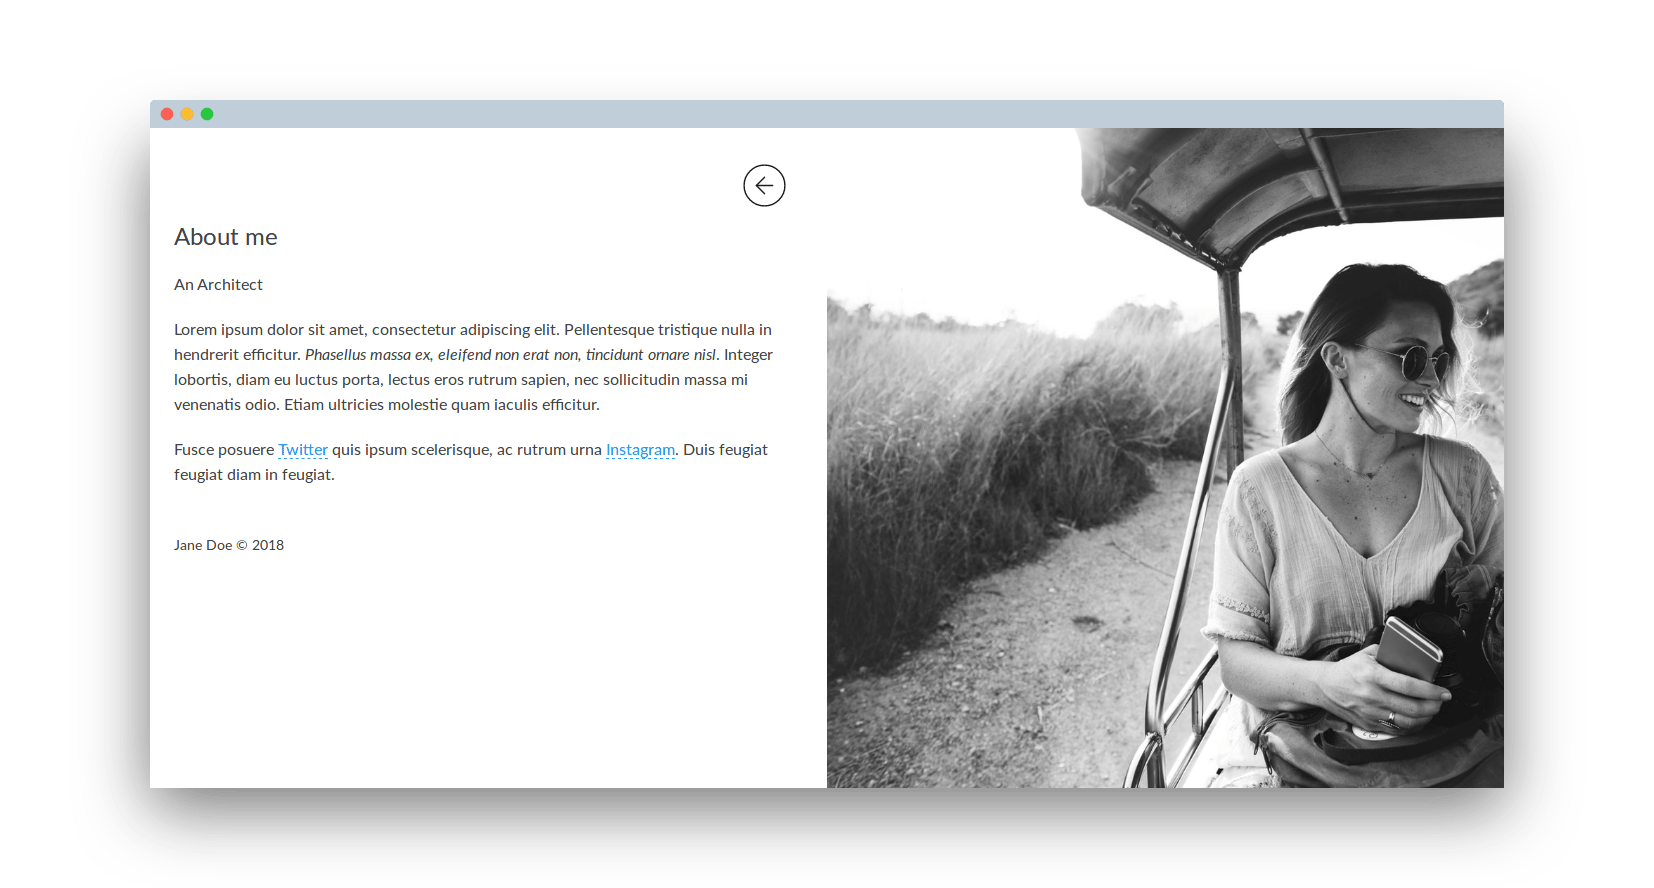 About me
An Architect
Lorem ipsum dolor sit amet, consectetur adipiscing elit. Pellentesque tristique nulla in
hendrerit efficitur. Phasellus massa ex, eleifend non erat non, tincidunt ornare nisl. Integer
lobortis, diam eu luctus porta, lectus eros rutrum sapien, nec sollicitudin massa mi
venenatis odio. Etiam ultricies molestie quam iaculis efficitur.
Fusce posuere Twitter quis ipsum scelerisque, ac rutrum urna Instagram. Duis feugiat
feugiat diam in feugiat.
Jane Doe © 2018